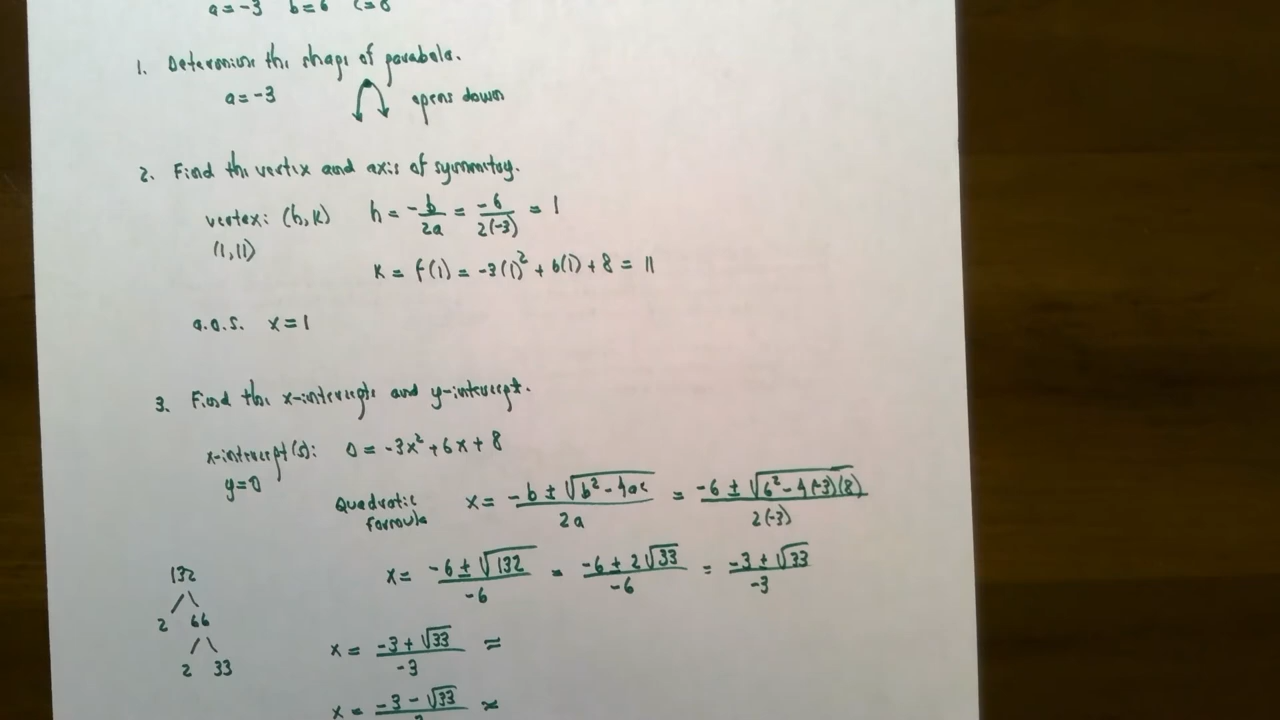 a = -3 b = 6 c = 8
1. Determine the shape of parabola.
a = -3 opens down
2. Find the vertex and axis of symmetry.
vertex: (h, k) h = -b/2a = -6/2(-3) = 1
(1, 11)
k = f(1) = -3(1)² + 6(1) + 8 = 11
a.o.s. x = 1
3. Find the x-intercepts and y-intercept.
x-intercept(s): 0 = -3x² + 6x + 8
y = 0
Quadratic formula x = (-b ± √(b² - 4ac))/2a = (-6 ± √(6² - 4(-3)(8)))/2(-3)
x = (-6 ± √132)/-6 = (-6 ± 2√33)/-6 = (-3 ± √33)/-3
132
2 66
2 33
x = (-3 + √33)/-3 ≈
x = (-3 - √33)/ ≈